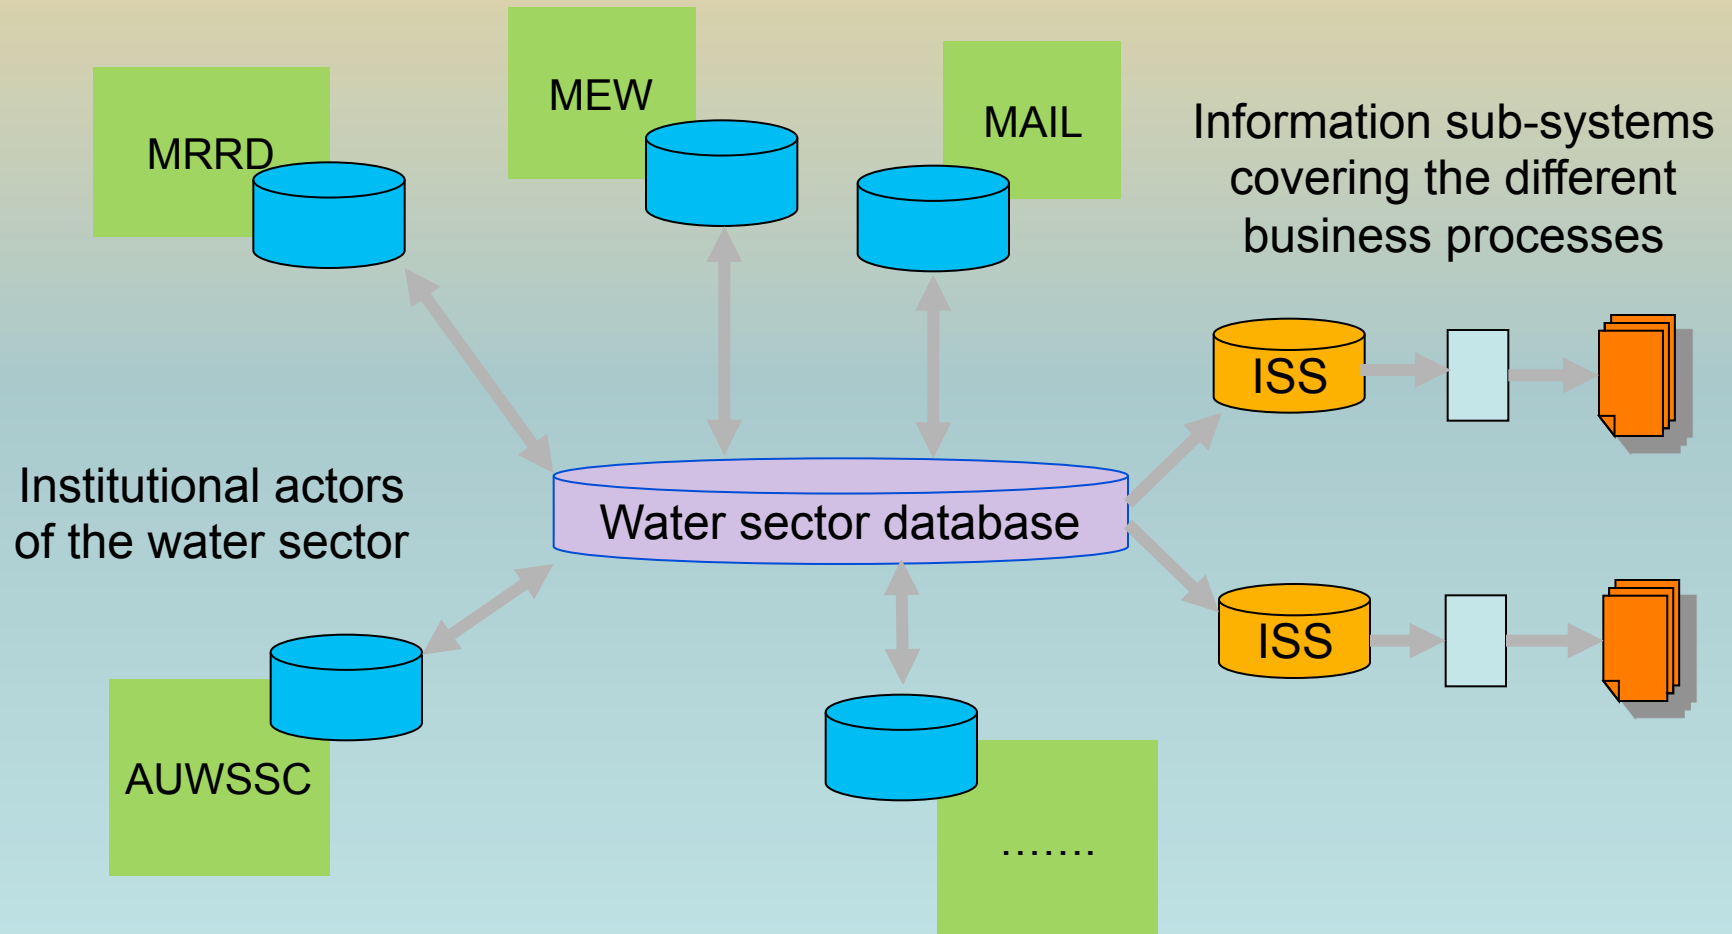 MEW
MAIL
MRRD
Information sub-systems
covering the different
business processes
ISS
Institutional actors
of the water sector
Water sector database
ISS
AUWSSC
.......